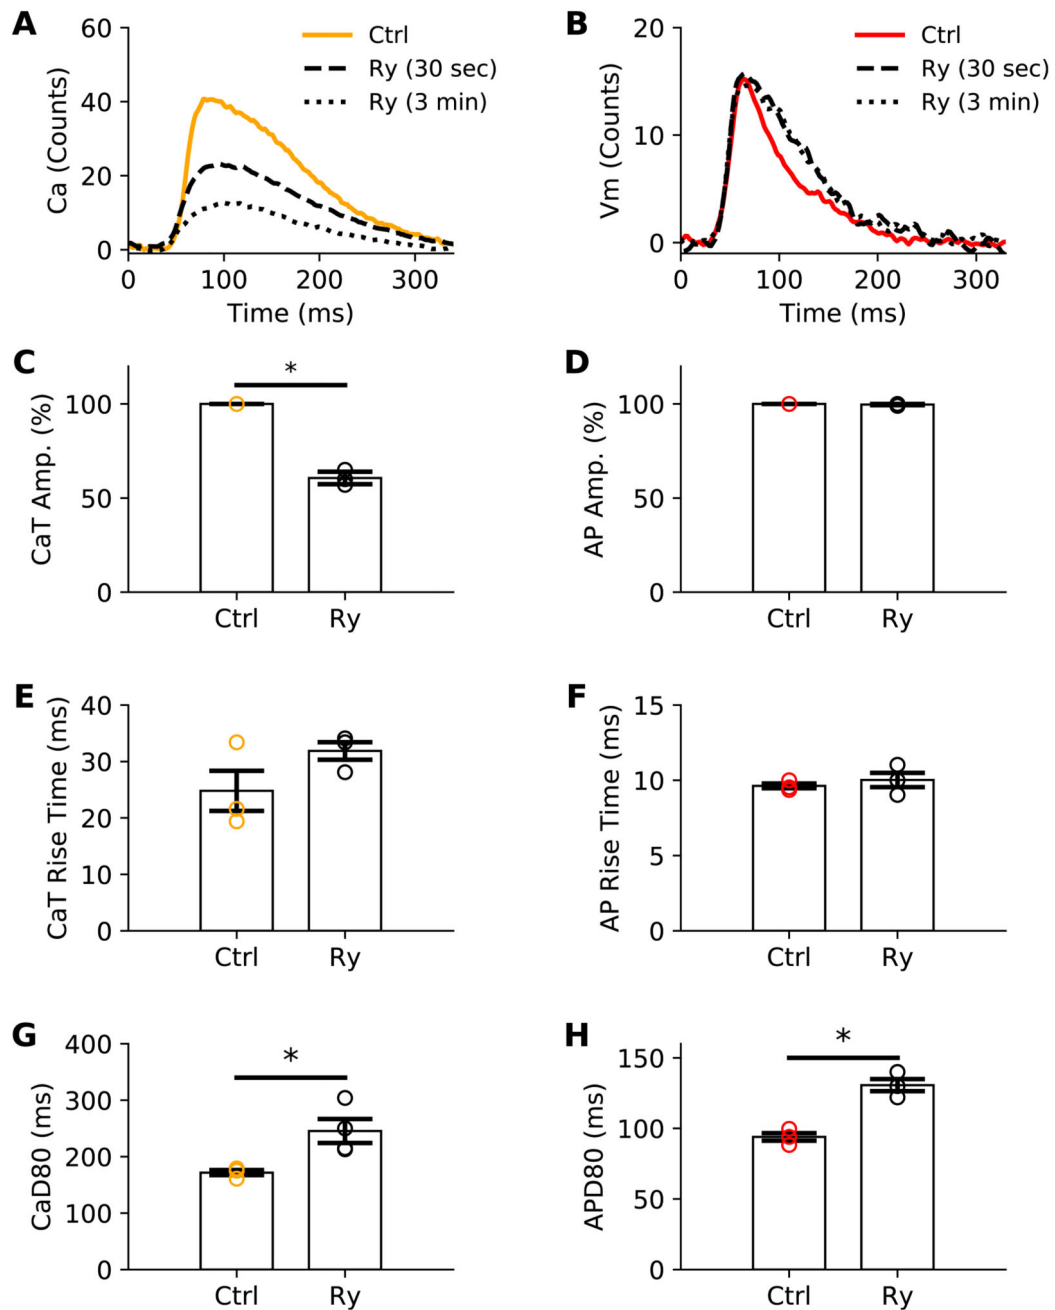 A
Ca (Counts)
60
40
20
0
Ctrl
Ry (30 sec)
Ry (3 min)
0 100 200 300
Time (ms)
B
Vm (Counts)
20
10
0
Ctrl
Ry (30 sec)
Ry (3 min)
0 100 200 300
Time (ms)
C
CaT Amp. (%)
100
50
0
*
Ctrl Ry
D
AP Amp. (%)
100
50
0
Ctrl Ry
E
CaT Rise Time (ms)
40
30
20
10
0
Ctrl Ry
F
AP Rise Time (ms)
15
10
5
0
Ctrl Ry
G
CaD80 (ms)
400
300
200
100
0
*
Ctrl Ry
H
APD80 (ms)
150
100
50
0
*
Ctrl Ry